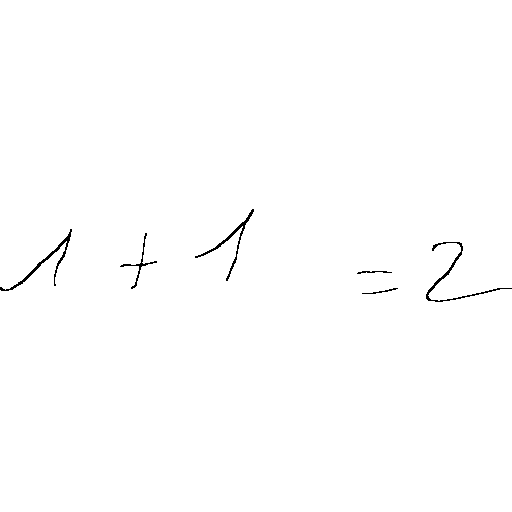 1 + 1 = 2